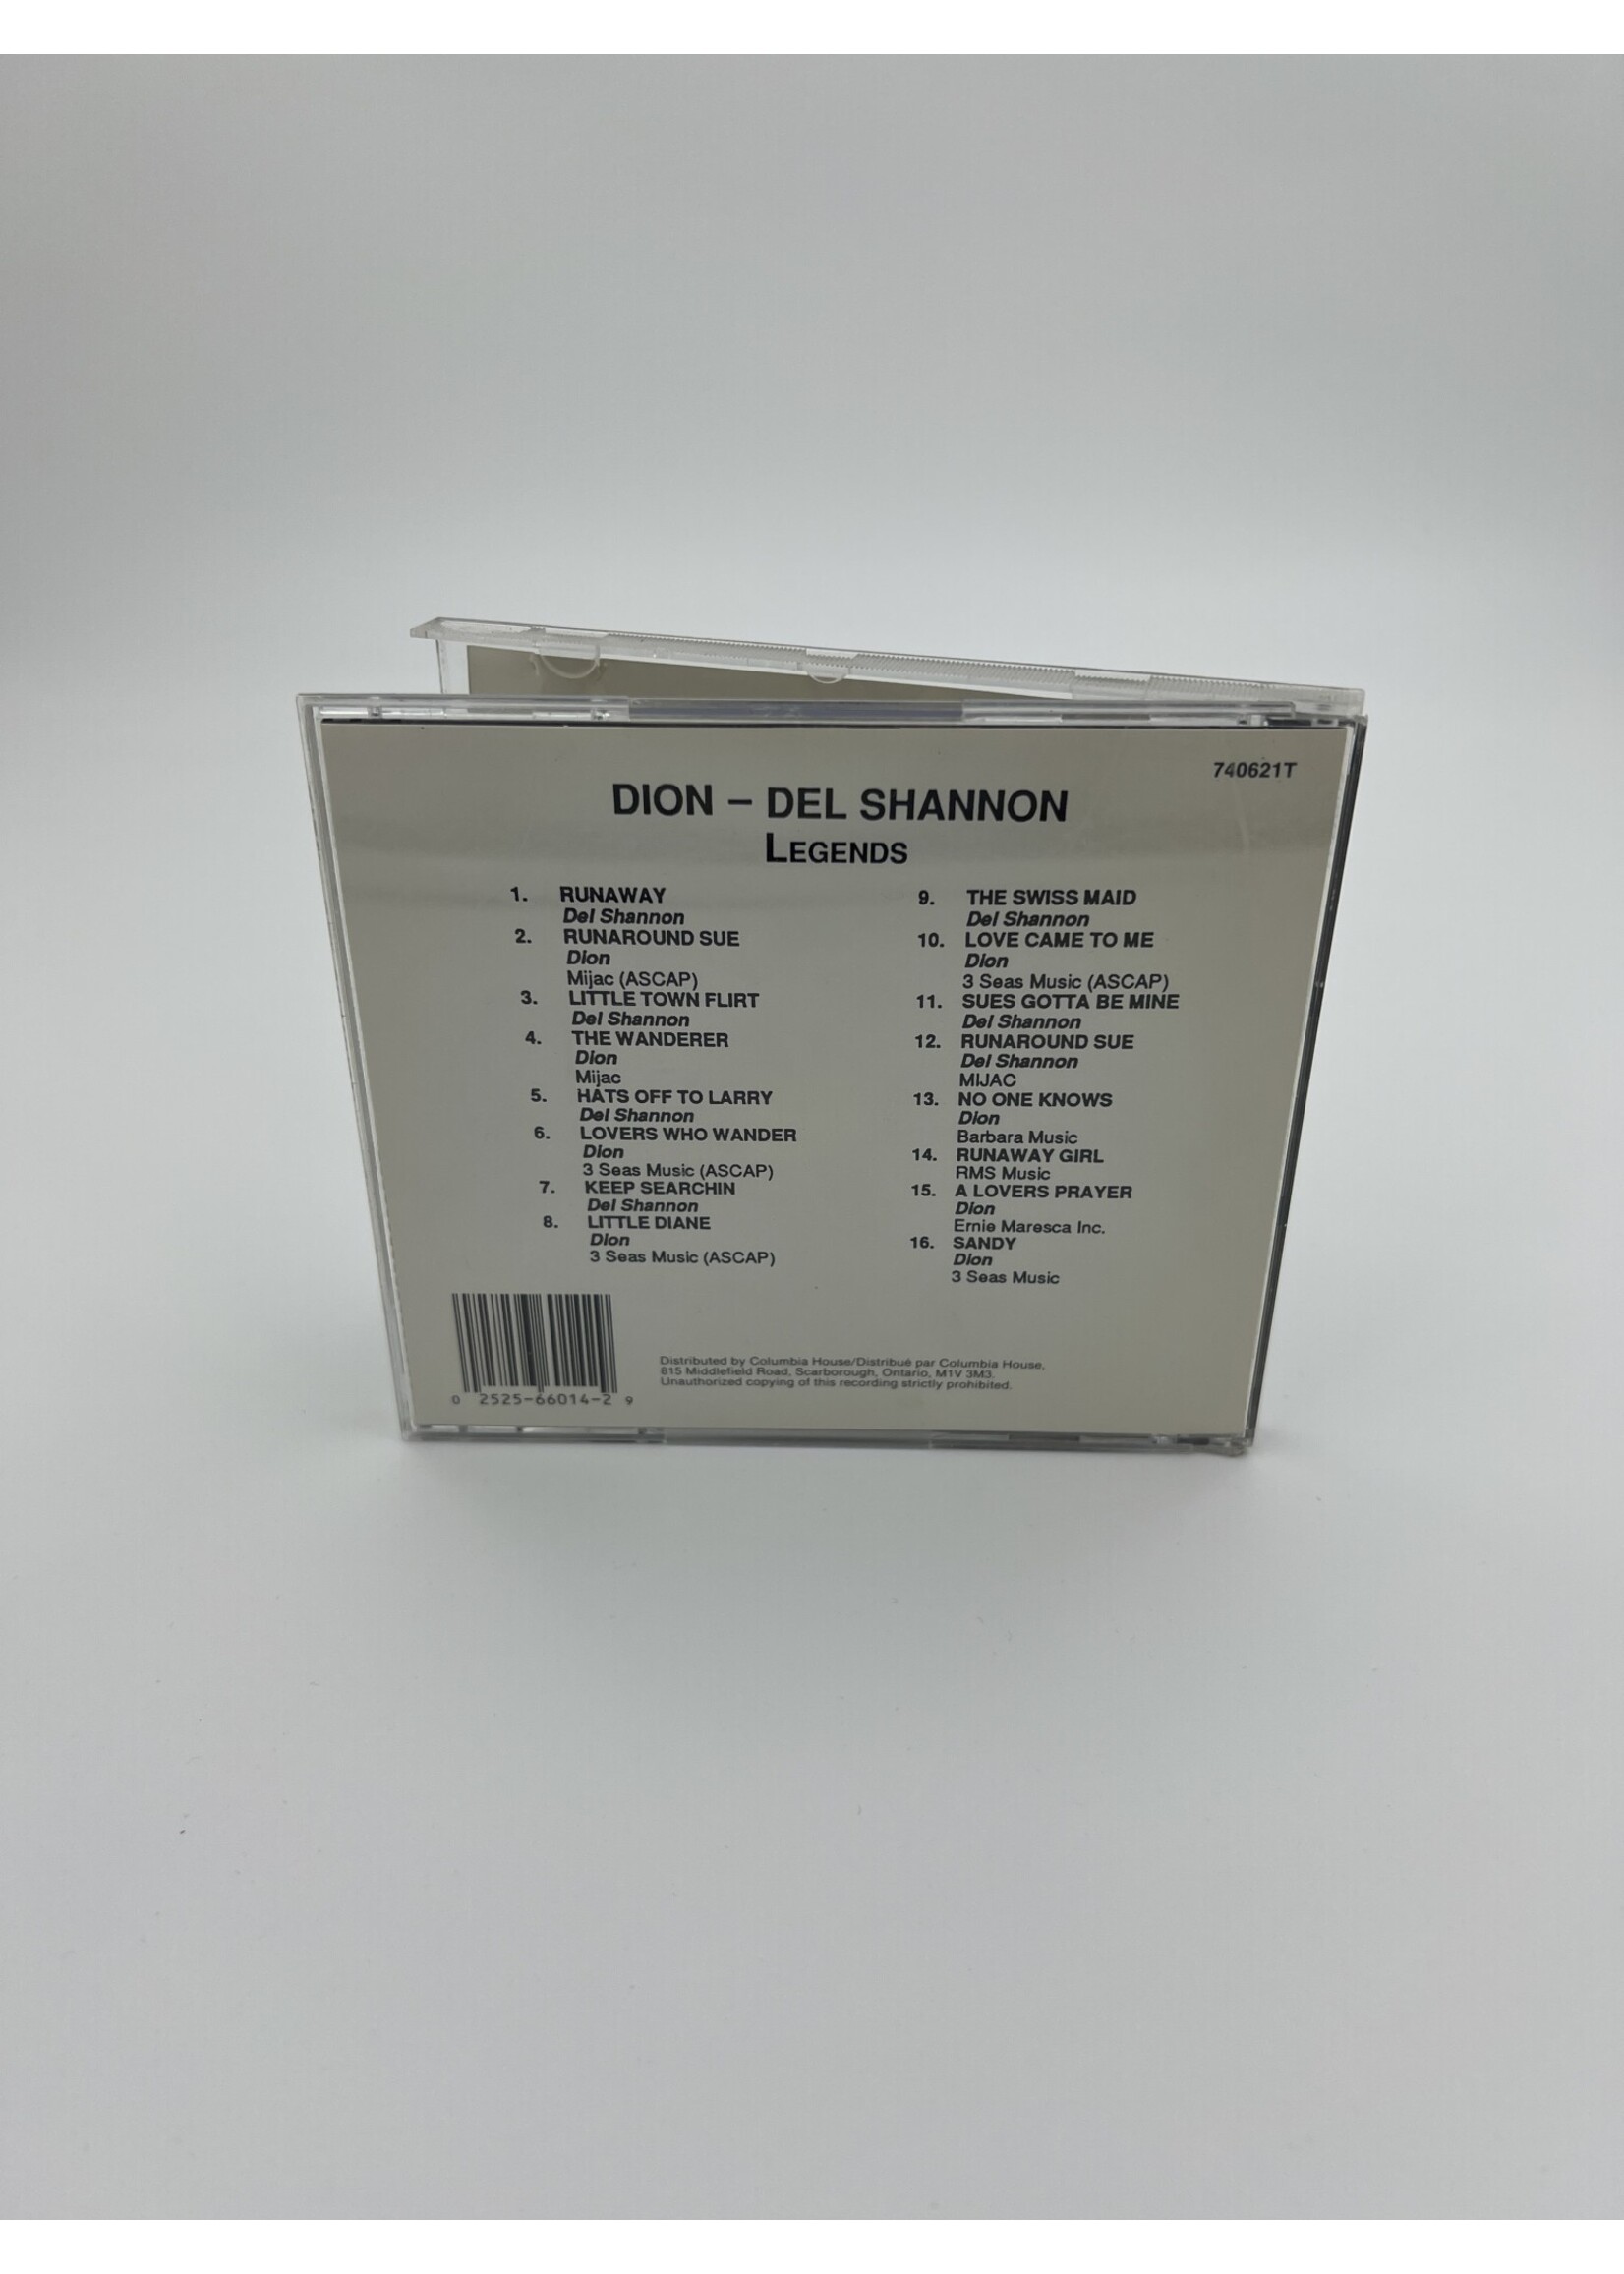 740621T
DION – DEL SHANNON
LEGENDS
1. RUNAWAY
Del Shannon
2. RUNAROUND SUE
Dion
Mijac (ASCAP)
3. LITTLE TOWN FLIRT
Del Shannon
4. THE WANDERER
Dion
Mijac
5. HATS OFF TO LARRY
Del Shannon
6. LOVERS WHO WANDER
Dion
3 Seas Music (ASCAP)
7. KEEP SEARCHIN
Del Shannon
8. LITTLE DIANE
Dion
3 Seas Music (ASCAP)
9. THE SWISS MAID
Del Shannon
10. LOVE CAME TO ME
Dion
3 Seas Music (ASCAP)
11. SUES GOTTA BE MINE
Del Shannon
12. RUNAROUND SUE
Del Shannon
MIJAC
13. NO ONE KNOWS
Dion
Barbara Music
14. RUNAWAY GIRL
RMS Music
15. A LOVERS PRAYER
Dion
Ernie Maresca Inc.
16. SANDY
Dion
3 Seas Music
0 2525-66014-2 9
Distributed by Columbia House/Distribué par Columbia House,
815 Middlefield Road, Scarborough, Ontario, M1V 3M3.
Unauthorized copying of this recording strictly prohibited.